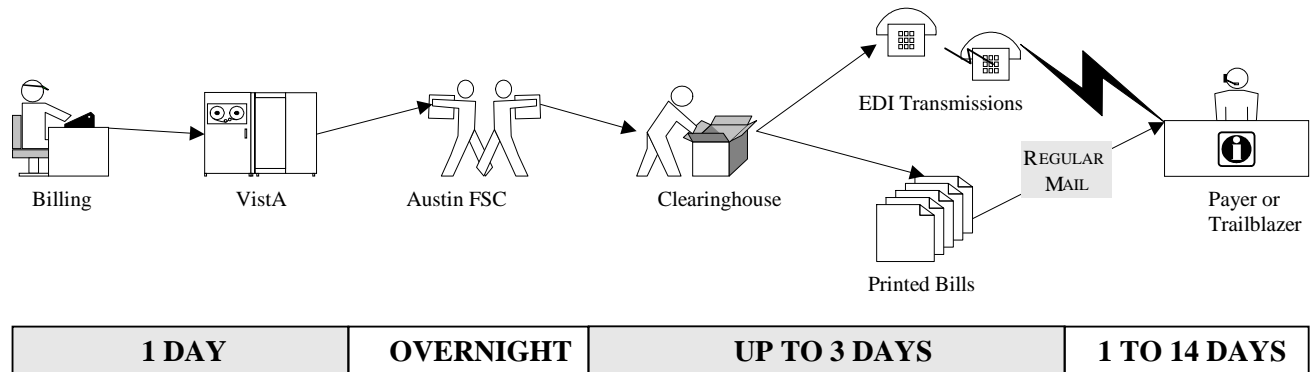 EDI Transmissions
REGULAR
MAIL
Billing
VistA
Austin FSC
Clearinghouse
Payer or
Trailblazer
Printed Bills
1 DAY
OVERNIGHT
UP TO 3 DAYS
1 TO 14 DAYS